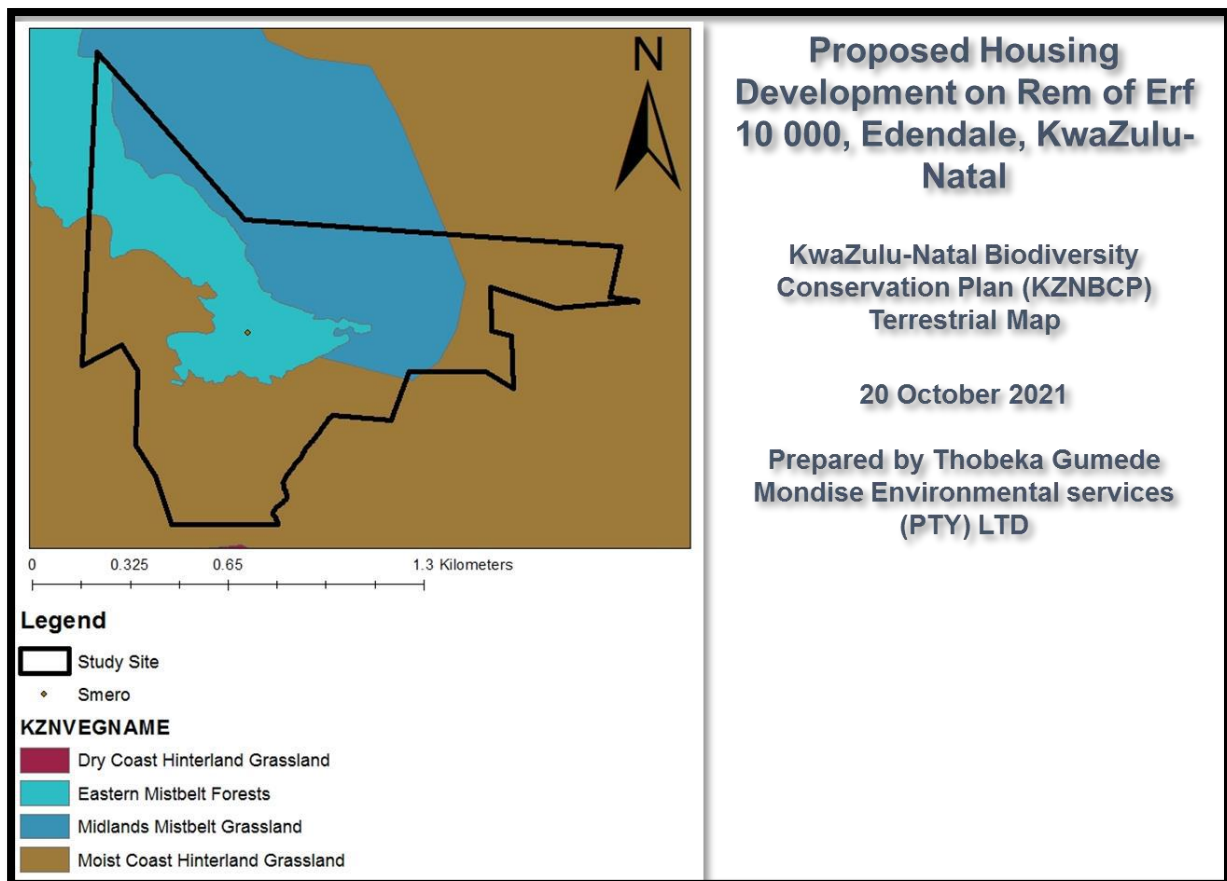 N
0
0.325
0.65
1.3 Kilometers
Legend
Study Site
Smero
KZNVEGNAME
Dry Coast Hinterland Grassland
Eastern Mistbelt Forests
Midlands Mistbelt Grassland
Moist Coast Hinterland Grassland
Proposed Housing
Development on Rem of Erf
10 000, Edendale, KwaZulu-
Natal
KwaZulu-Natal Biodiversity
Conservation Plan (KZNBCP)
Terrestrial Map
20 October 2021
Prepared by Thobeka Gumede
Mondise Environmental services
(PTY) LTD